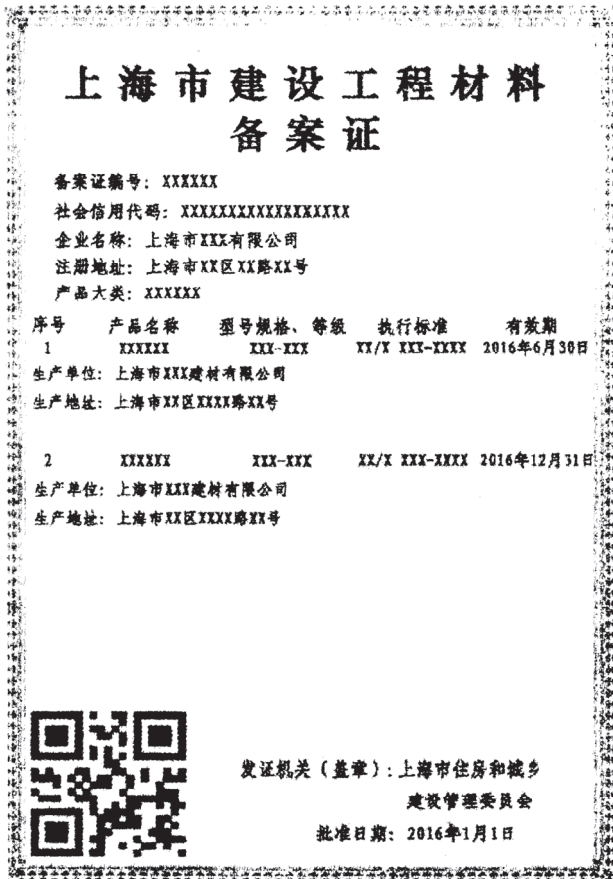 上海市建设工程材料
备案证
备案证编号：XXXXXX
社会信用代码：XXXXXXXXXXXXXXXXXX
企业名称：上海市XXX有限公司
注册地址：上海市XX区XX路XX号
产品大类：XXXXXX
序号 产品名称 型号规格、等级 执行标准 有效期
1 XXXXXX XXX-XXX XX/X XXX-XXXX 2016年6月30日
生产单位：上海市XXX建材有限公司
生产地址：上海市XX区XXXX路XX号
2 XXXXXX XXX-XXX XX/X XXX-XXXX 2016年12月31日
生产单位：上海市XXX建材有限公司
生产地址：上海市XX区XXXX路XX号
发证机关（盖章）：上海市住房和城乡
建设管理委员会
批准日期：2016年1月1日